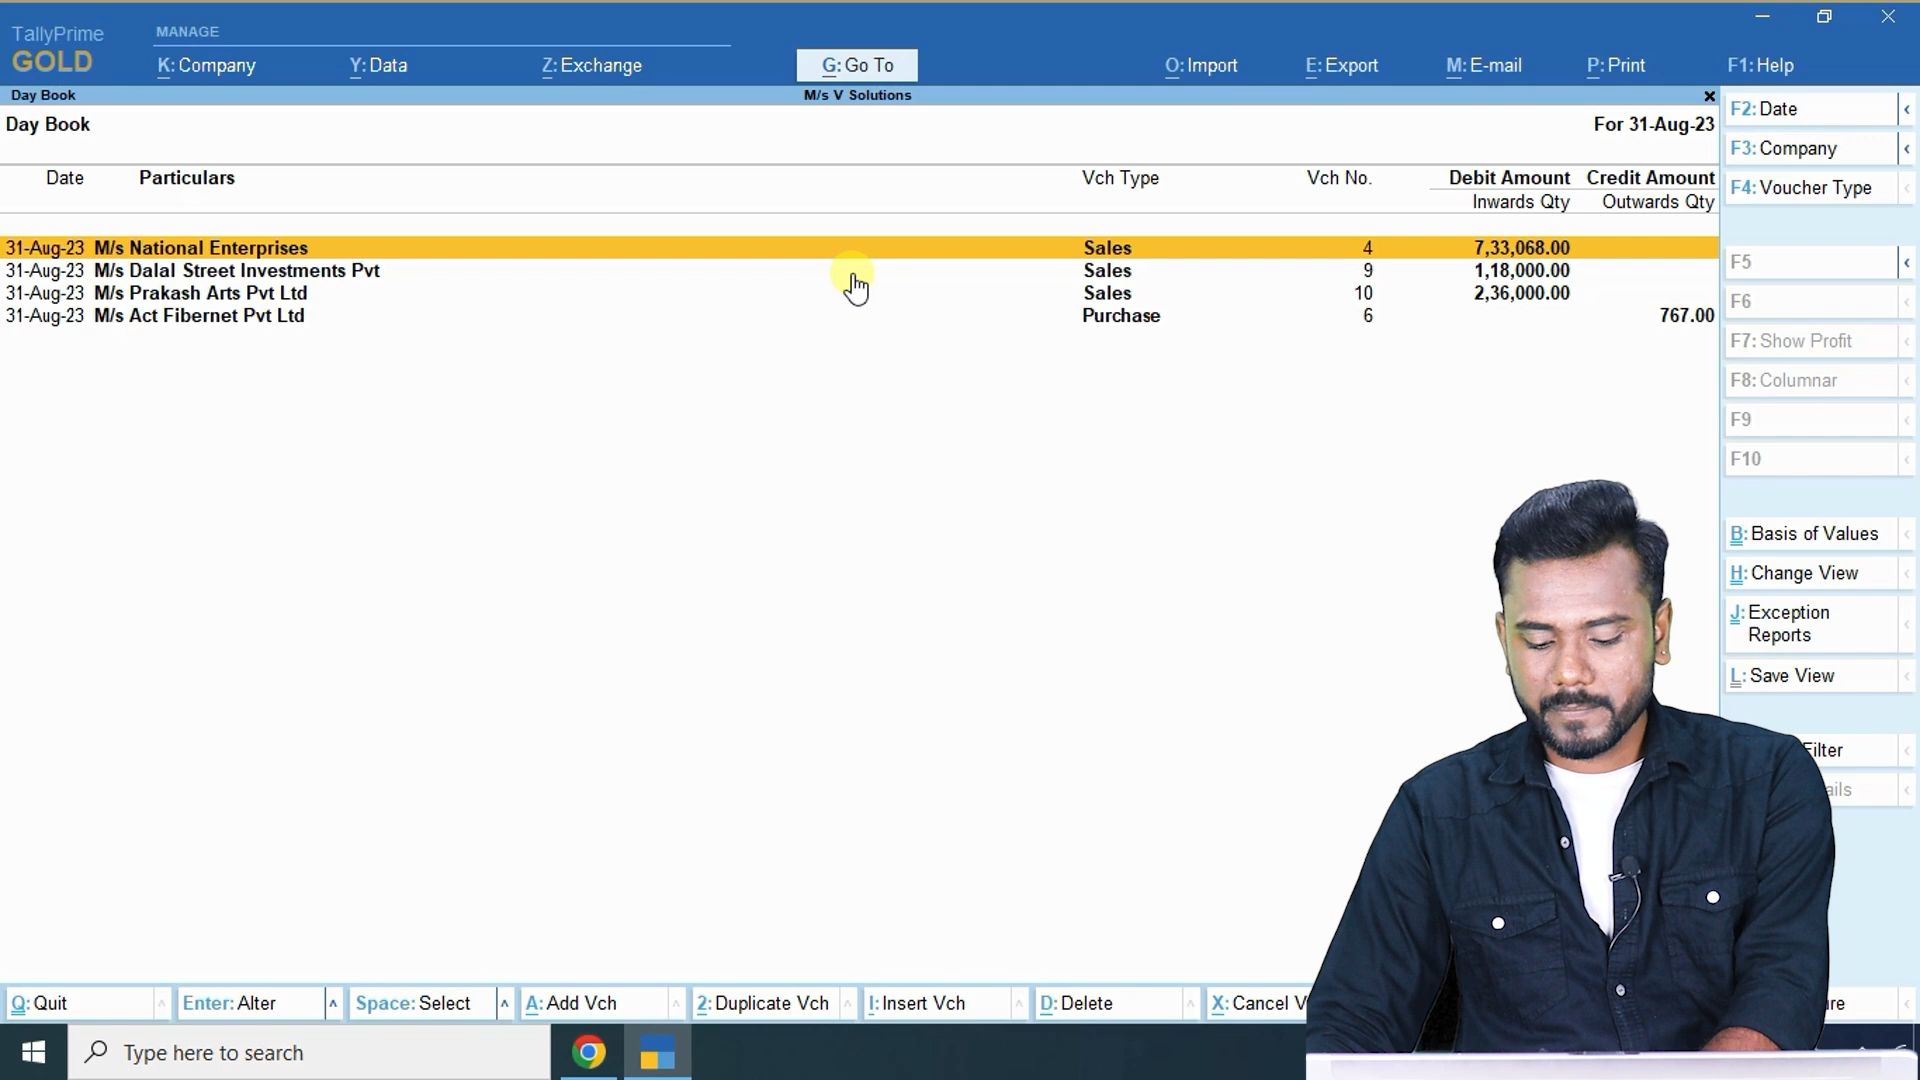 TallyPrime
GOLD
MANAGE
K: Company Y: Data Z: Exchange G: Go To O: Import E: Export M: E-mail P: Print F1: Help
Day Book M/s V Solutions
Day Book For 31-Aug-23
Date Particulars Vch Type Vch No. Debit Amount Credit Amount
Inwards Qty Outwards Qty
31-Aug-23 M/s National Enterprises Sales 4 7,33,068.00
31-Aug-23 M/s Dalal Street Investments Pvt Sales 9 1,18,000.00
31-Aug-23 M/s Prakash Arts Pvt Ltd Sales 10 2,36,000.00
31-Aug-23 M/s Act Fibernet Pvt Ltd Purchase 6 767.00
F2: Date
F3: Company
F4: Voucher Type
F5
F6
F7: Show Profit
F8: Columnar
F9
F10
B: Basis of Values
H: Change View
J: Exception
Reports
L: Save View
Filter
Q: Quit Enter: Alter Space: Select A: Add Vch 2: Duplicate Vch I: Insert Vch D: Delete X: Cancel V
Type here to search